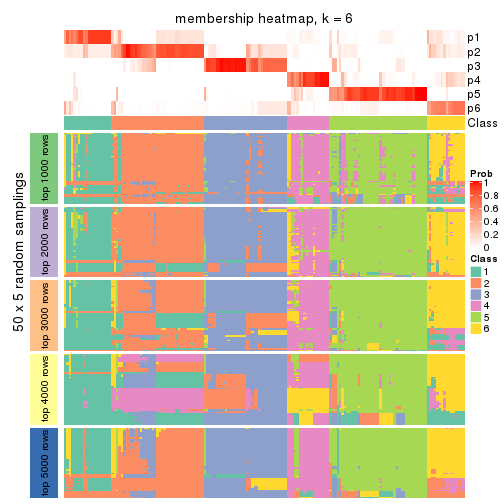 membership heatmap, k = 6
p1
p2
p3
p4
p5
p6
Class
50 x 5 random samplings
top 1000 rows
top 2000 rows
top 3000 rows
top 4000 rows
top 5000 rows
Prob
1
0.8
0.6
0.4
0.2
0
Class
1
2
3
4
5
6